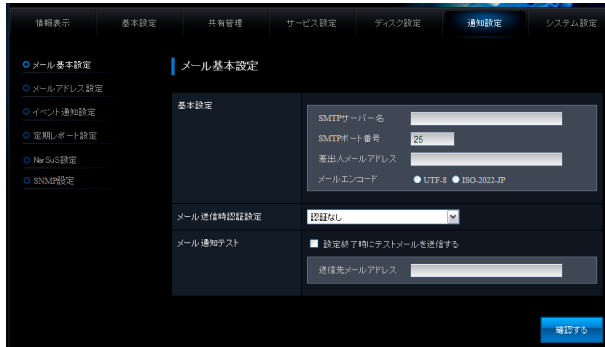 情報表示 基本設定 共有管理 サービス設定 ディスク設定 通知設定 システム設定
メール基本設定
メールアドレス設定
イベント通知設定
定期レポート設定
NarSuS設定
SNMP設定
メール基本設定
基本設定
SMTPサーバー名
SMTPポート番号 25
差出人メールアドレス
メールエンコード UTF-8 ISO-2022-JP
メール送信時認証設定 認証なし
メール通知テスト 設定終了時にテストメールを送信する
送信先メールアドレス
確認する